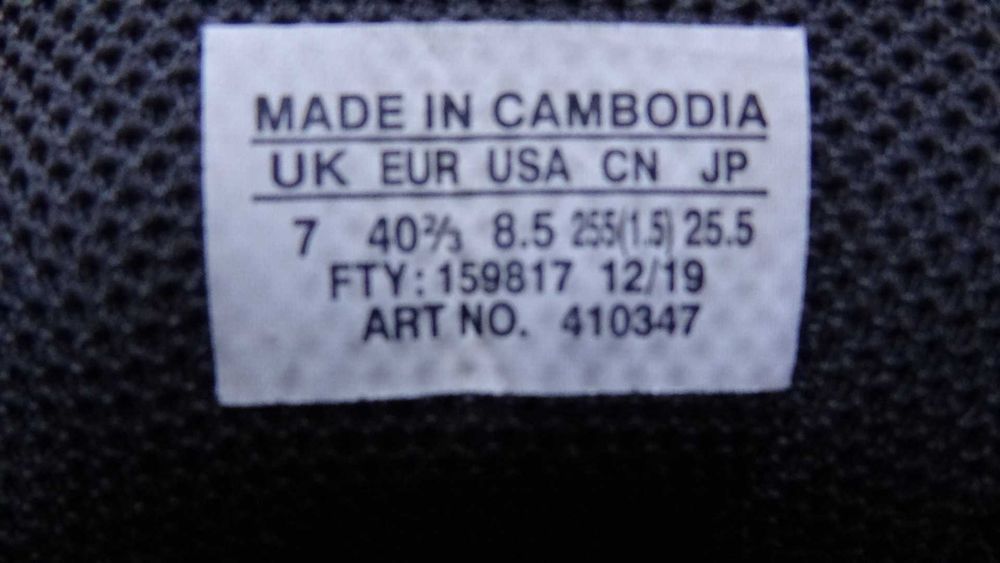 MADE IN CAMBODIA
UK EUR USA CN JP
7 40⅔ 8.5 255(1.5) 25.5
FTY: 159817 12/19
ART NO. 410347